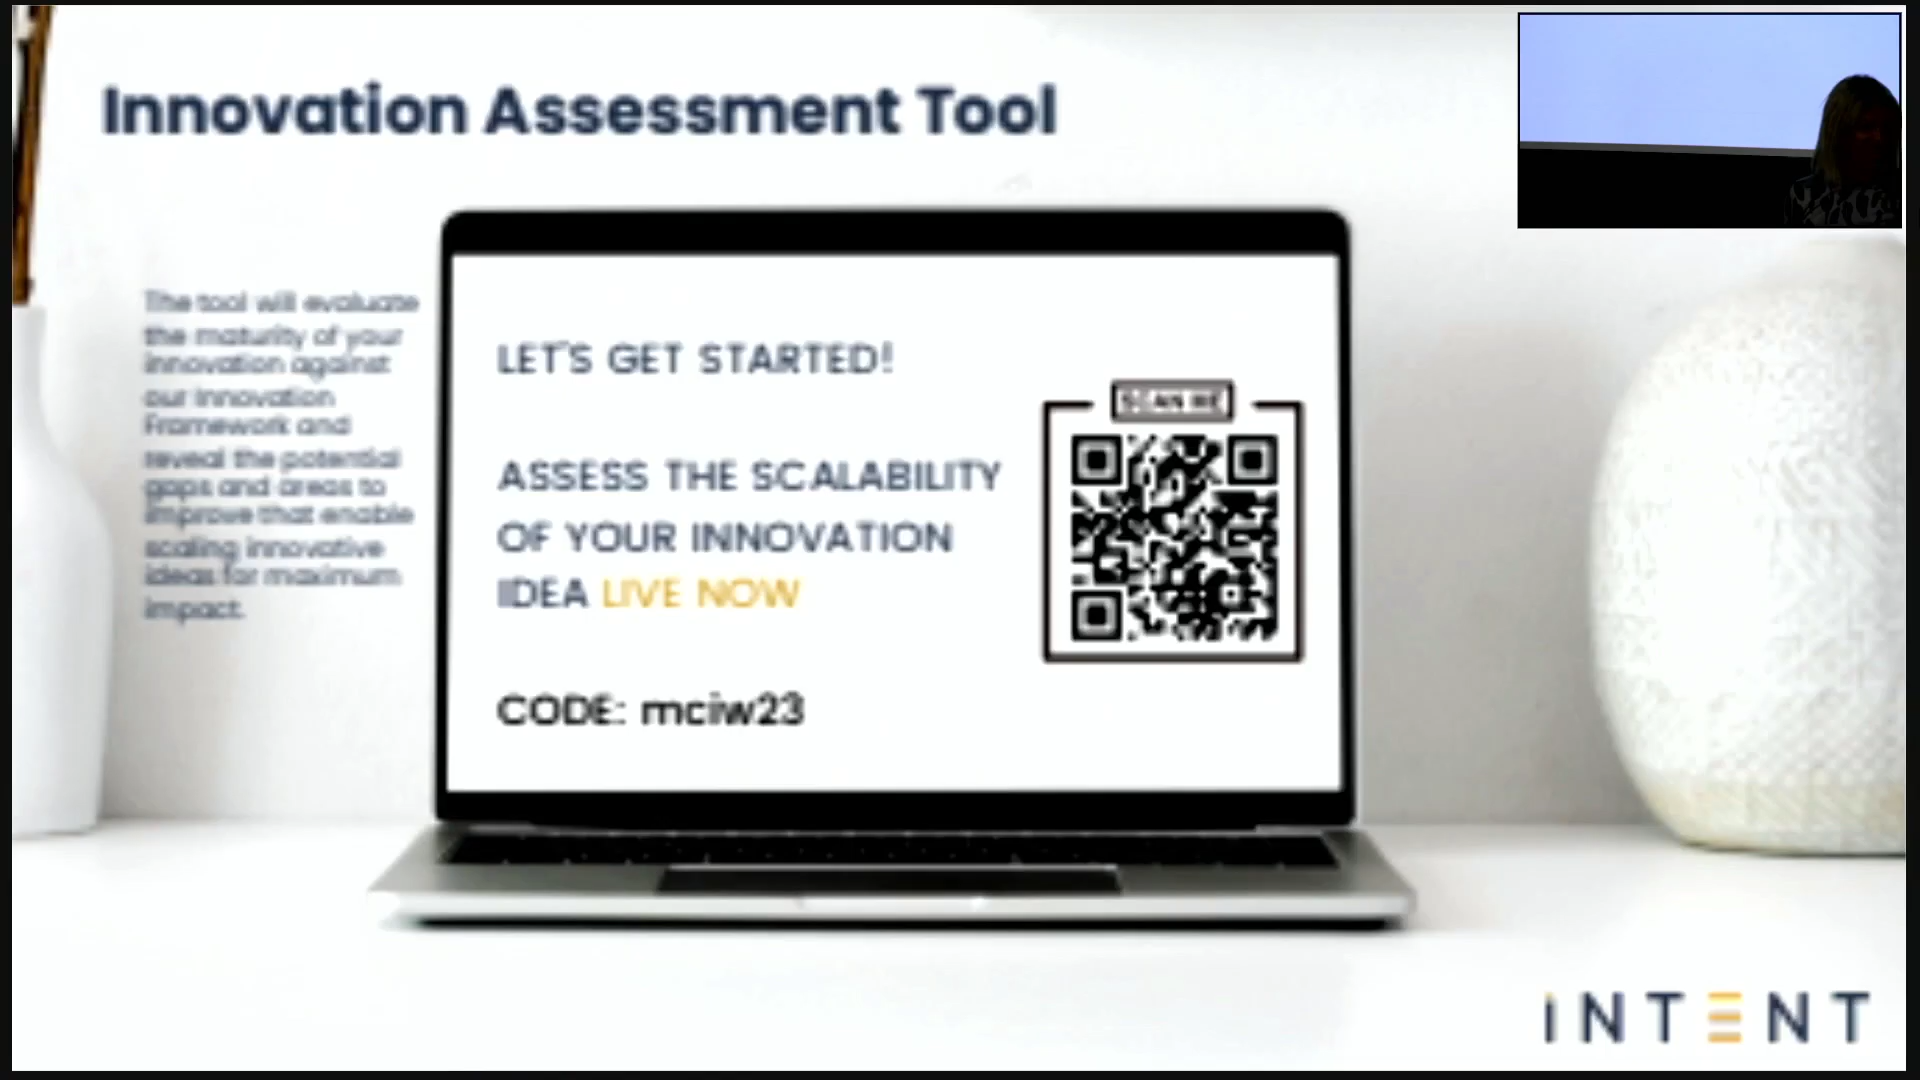 Innovation Assessment Tool
The tool will evaluate
the maturity of your
innovation against
our Innovation
Framework and
reveal the potential
gaps and areas to
improve that enable
scaling innovative
ideas for maximum
impact.
LET'S GET STARTED!
ASSESS THE SCALABILITY
OF YOUR INNOVATION
IDEA LIVE NOW
CODE: mciw23
SCAN ME
INTENT